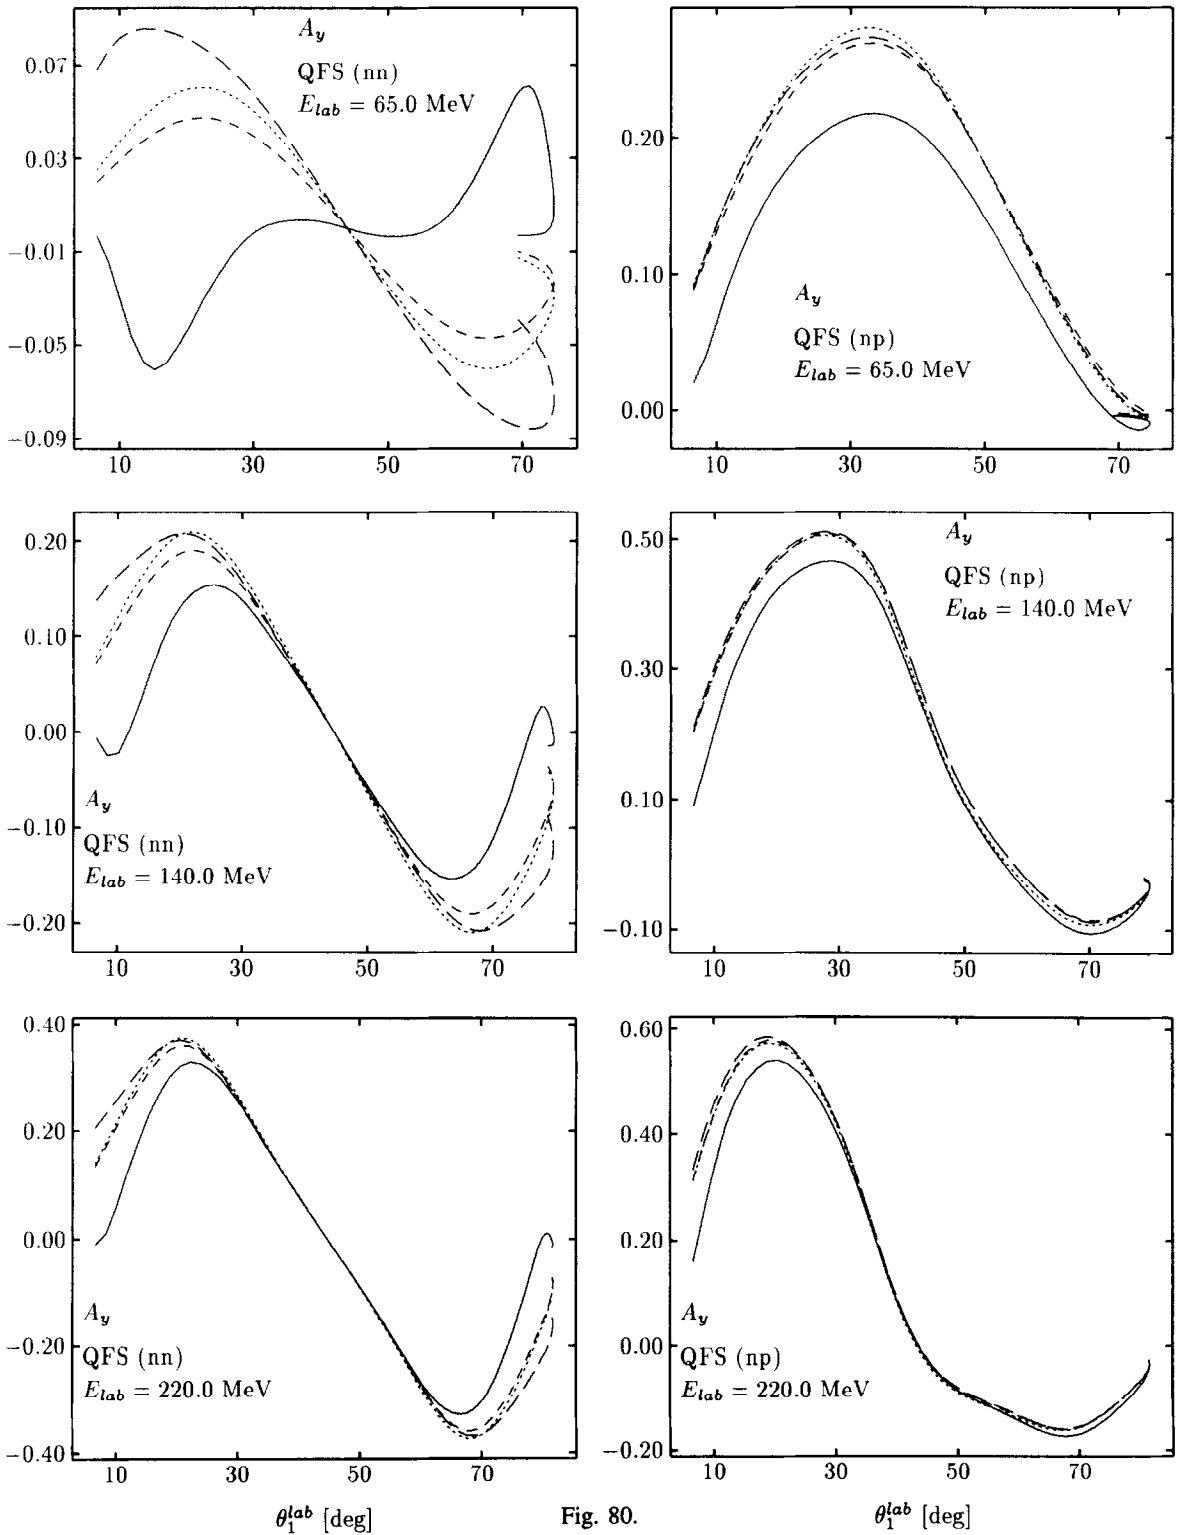 A_y
QFS (nn)
E_lab = 65.0 MeV
0.07
0.03
−0.01
−0.05
−0.09
10 30 50 70
A_y
QFS (np)
E_lab = 65.0 MeV
0.20
0.10
0.00
10 30 50 70
A_y
QFS (nn)
E_lab = 140.0 MeV
0.20
0.10
0.00
−0.10
−0.20
10 30 50 70
A_y
QFS (np)
E_lab = 140.0 MeV
0.50
0.30
0.10
−0.10
10 30 50 70
A_y
QFS (nn)
E_lab = 220.0 MeV
0.40
0.20
0.00
−0.20
−0.40
10 30 50 70
θ_1^lab [deg]
A_y
QFS (np)
E_lab = 220.0 MeV
0.60
0.40
0.20
0.00
−0.20
10 30 50 70
θ_1^lab [deg]
Fig. 80.